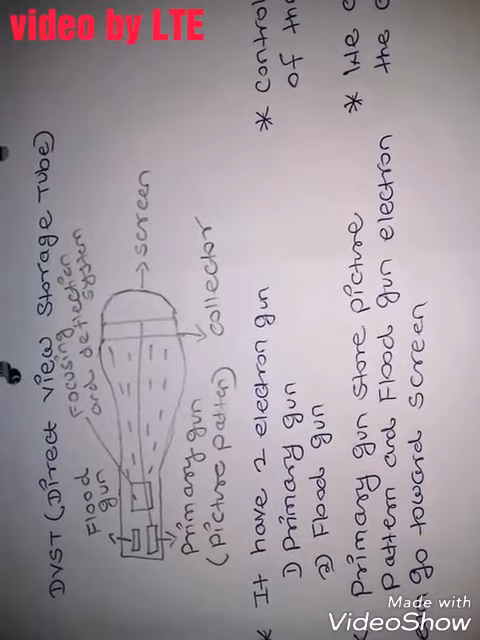 video by LTE
DVST (Direct View Storage Tube)
Focusing
and deflection
system
Flood
gun
→ screen
collector
Primary gun
(picture patten)
* It have 2 electron gun
1) Primary gun
2) Flood gun
* Primary gun store picture
Pattern and Flood gun electron
go toward screen
* Control
of the
* the
Made with
VideoShow